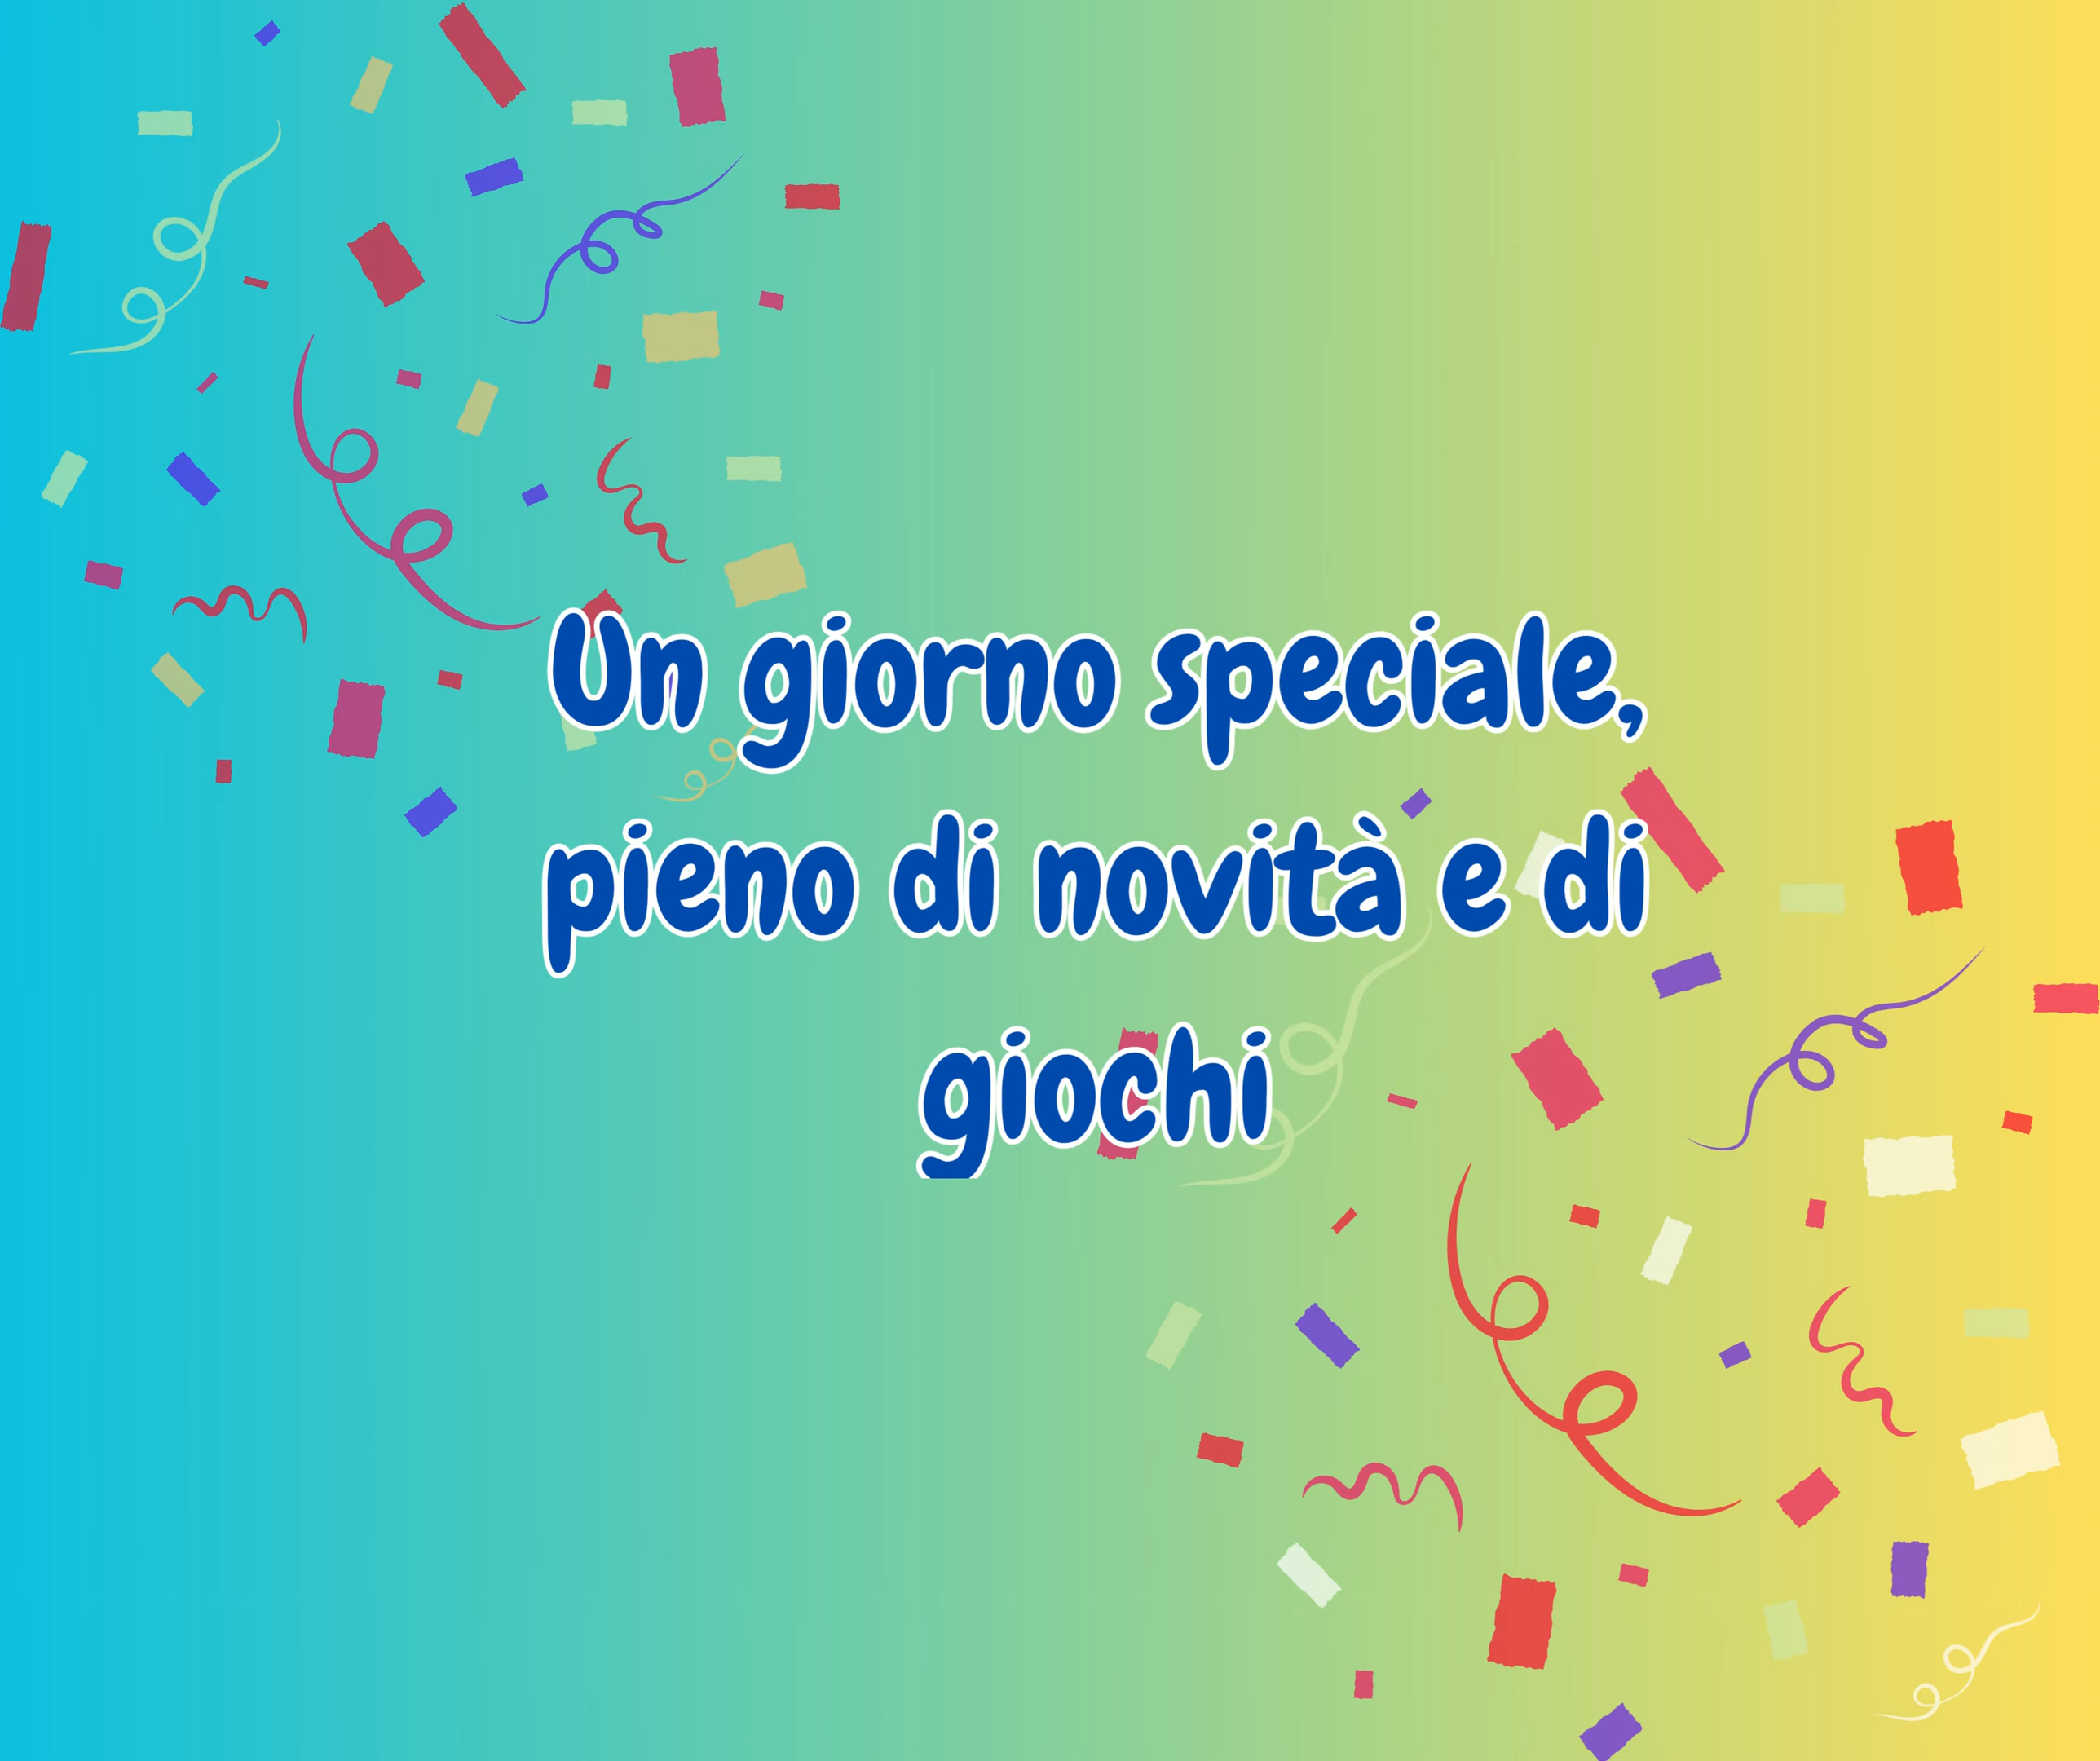 Un giorno speciale,
pieno di novità e di
giochi